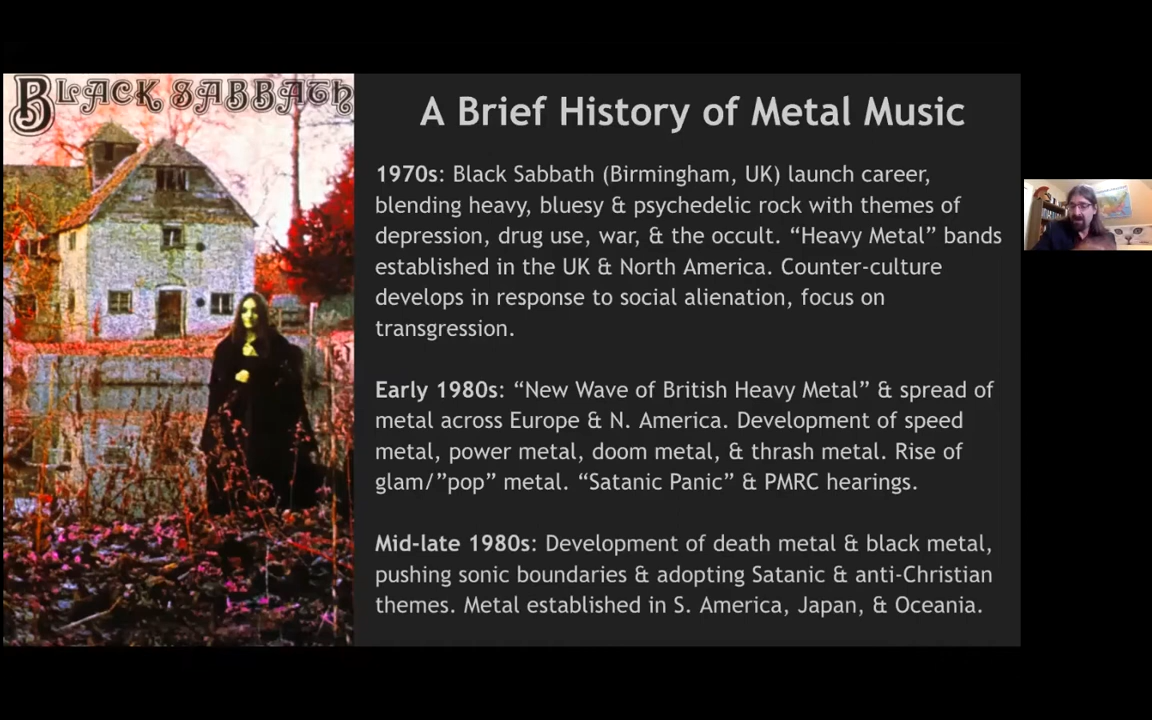 BLACK SABBATH
A Brief History of Metal Music
1970s: Black Sabbath (Birmingham, UK) launch career,
blending heavy, bluesy & psychedelic rock with themes of
depression, drug use, war, & the occult. “Heavy Metal” bands
established in the UK & North America. Counter-culture
develops in response to social alienation, focus on
transgression.
Early 1980s: “New Wave of British Heavy Metal” & spread of
metal across Europe & N. America. Development of speed
metal, power metal, doom metal, & thrash metal. Rise of
glam/”pop” metal. “Satanic Panic” & PMRC hearings.
Mid-late 1980s: Development of death metal & black metal,
pushing sonic boundaries & adopting Satanic & anti-Christian
themes. Metal established in S. America, Japan, & Oceania.